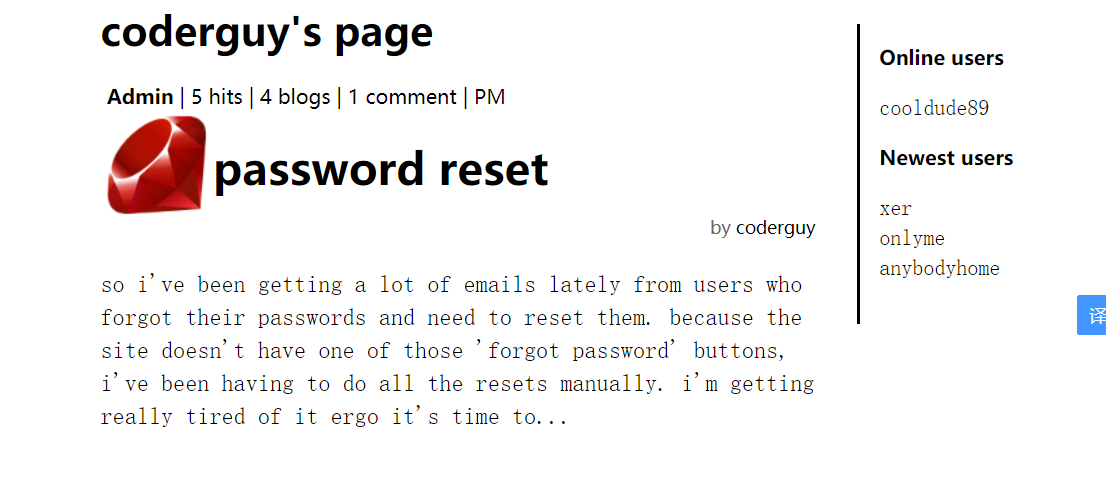 coderguy's page
Admin | 5 hits | 4 blogs | 1 comment | PM
password reset
by coderguy
so i've been getting a lot of emails lately from users who
forgot their passwords and need to reset them. because the
site doesn't have one of those 'forgot password' buttons,
i've been having to do all the resets manually. i'm getting
really tired of it ergo it's time to...
Online users
cooldude89
Newest users
xer
onlyme
anybodyhome
译